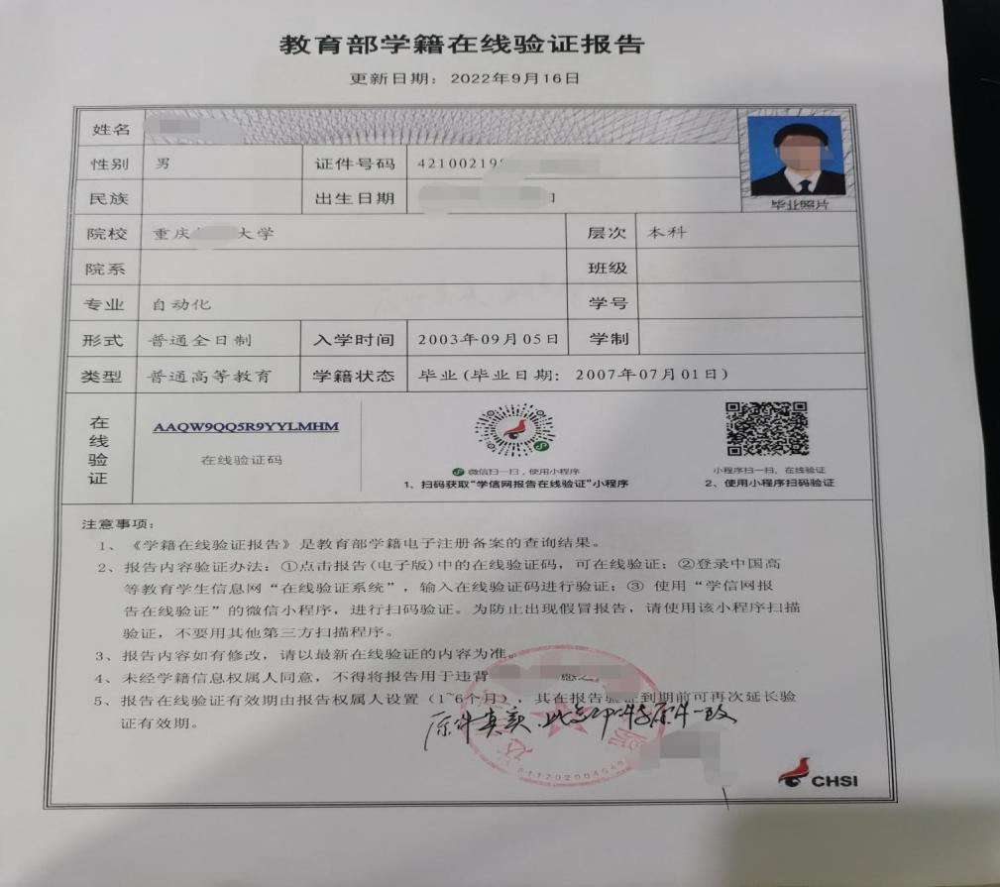 教育部学籍在线验证报告
更新日期：2022年9月16日
姓名
性别 男 证件号码 42100219
民族 出生日期
毕业照片
院校 重庆 大学 层次 本科
院系 班级
专业 自动化 学号
形式 普通全日制 入学时间 2003年09月05日 学制
类型 普通高等教育 学籍状态 毕业(毕业日期：2007年07月01日)
在线验证
AAQW9QQ5R9YYLMHM
在线验证码
微信扫一扫，使用小程序
1、扫码获取"学信网报告在线验证"小程序
小程序扫一扫，在线验证
2、使用小程序扫码验证
注意事项：
1、《学籍在线验证报告》是教育部学籍电子注册备案的查询结果。
2、报告内容验证办法：①点击报告(电子版)中的在线验证码，可在线验证；②登录中国高
等教育学生信息网“在线验证系统”，输入在线验证码进行验证；③ 使用“学信网报
告在线验证”的微信小程序，进行扫码验证。为防止出现假冒报告，请使用该小程序扫描
验证，不要用其他第三方扫描程序。
3、报告内容如有修改，请以最新在线验证的内容为准。
4、未经学籍信息权属人同意，不得将报告用于违背
5、报告在线验证有效期由报告权属人设置（1~6个月），其在报告验证到期前可再次延长验
证有效期。
原件真实，此复印件与原件一致
CHSI